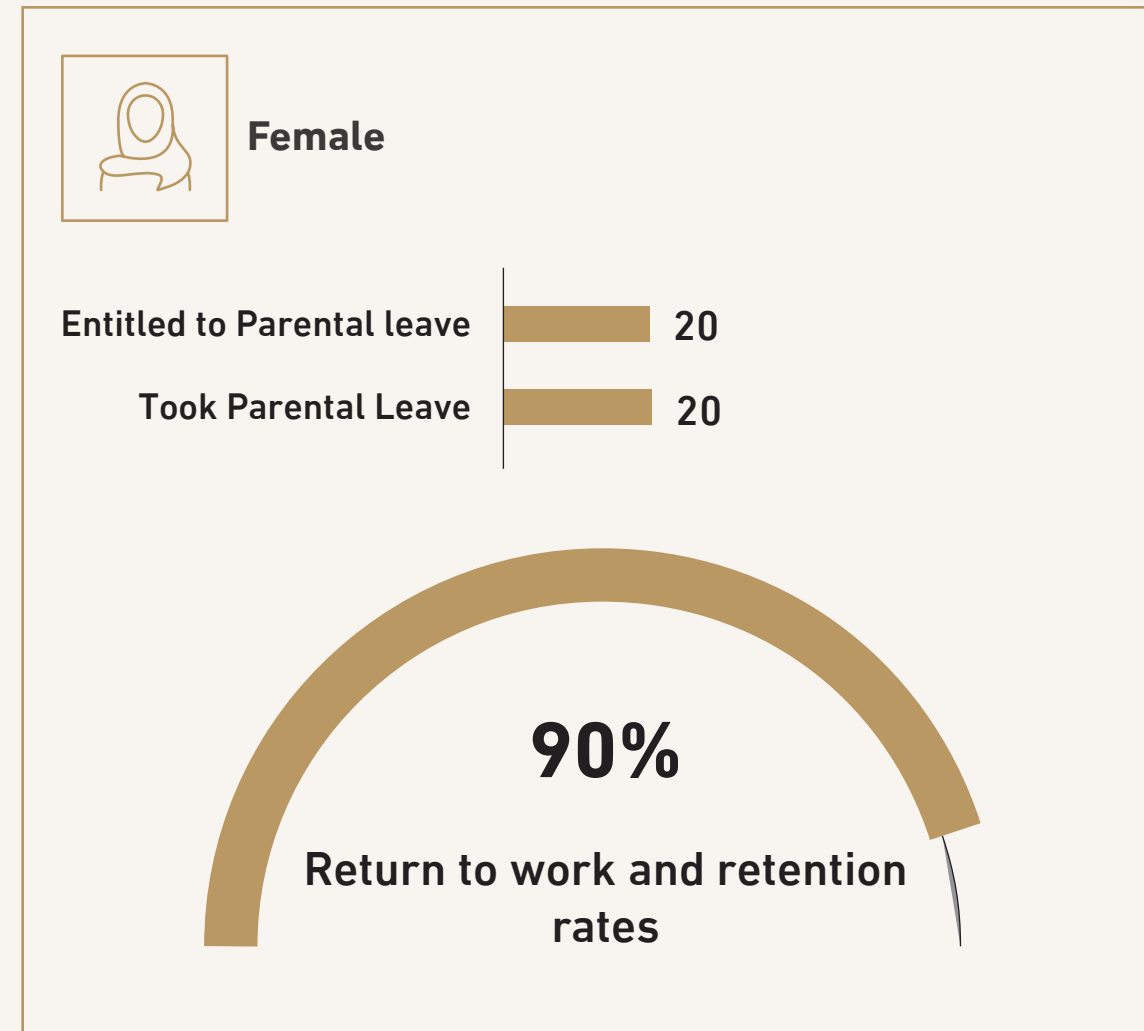 Female
Entitled to Parental leave
20
Took Parental Leave
20
90%
Return to work and retention
rates